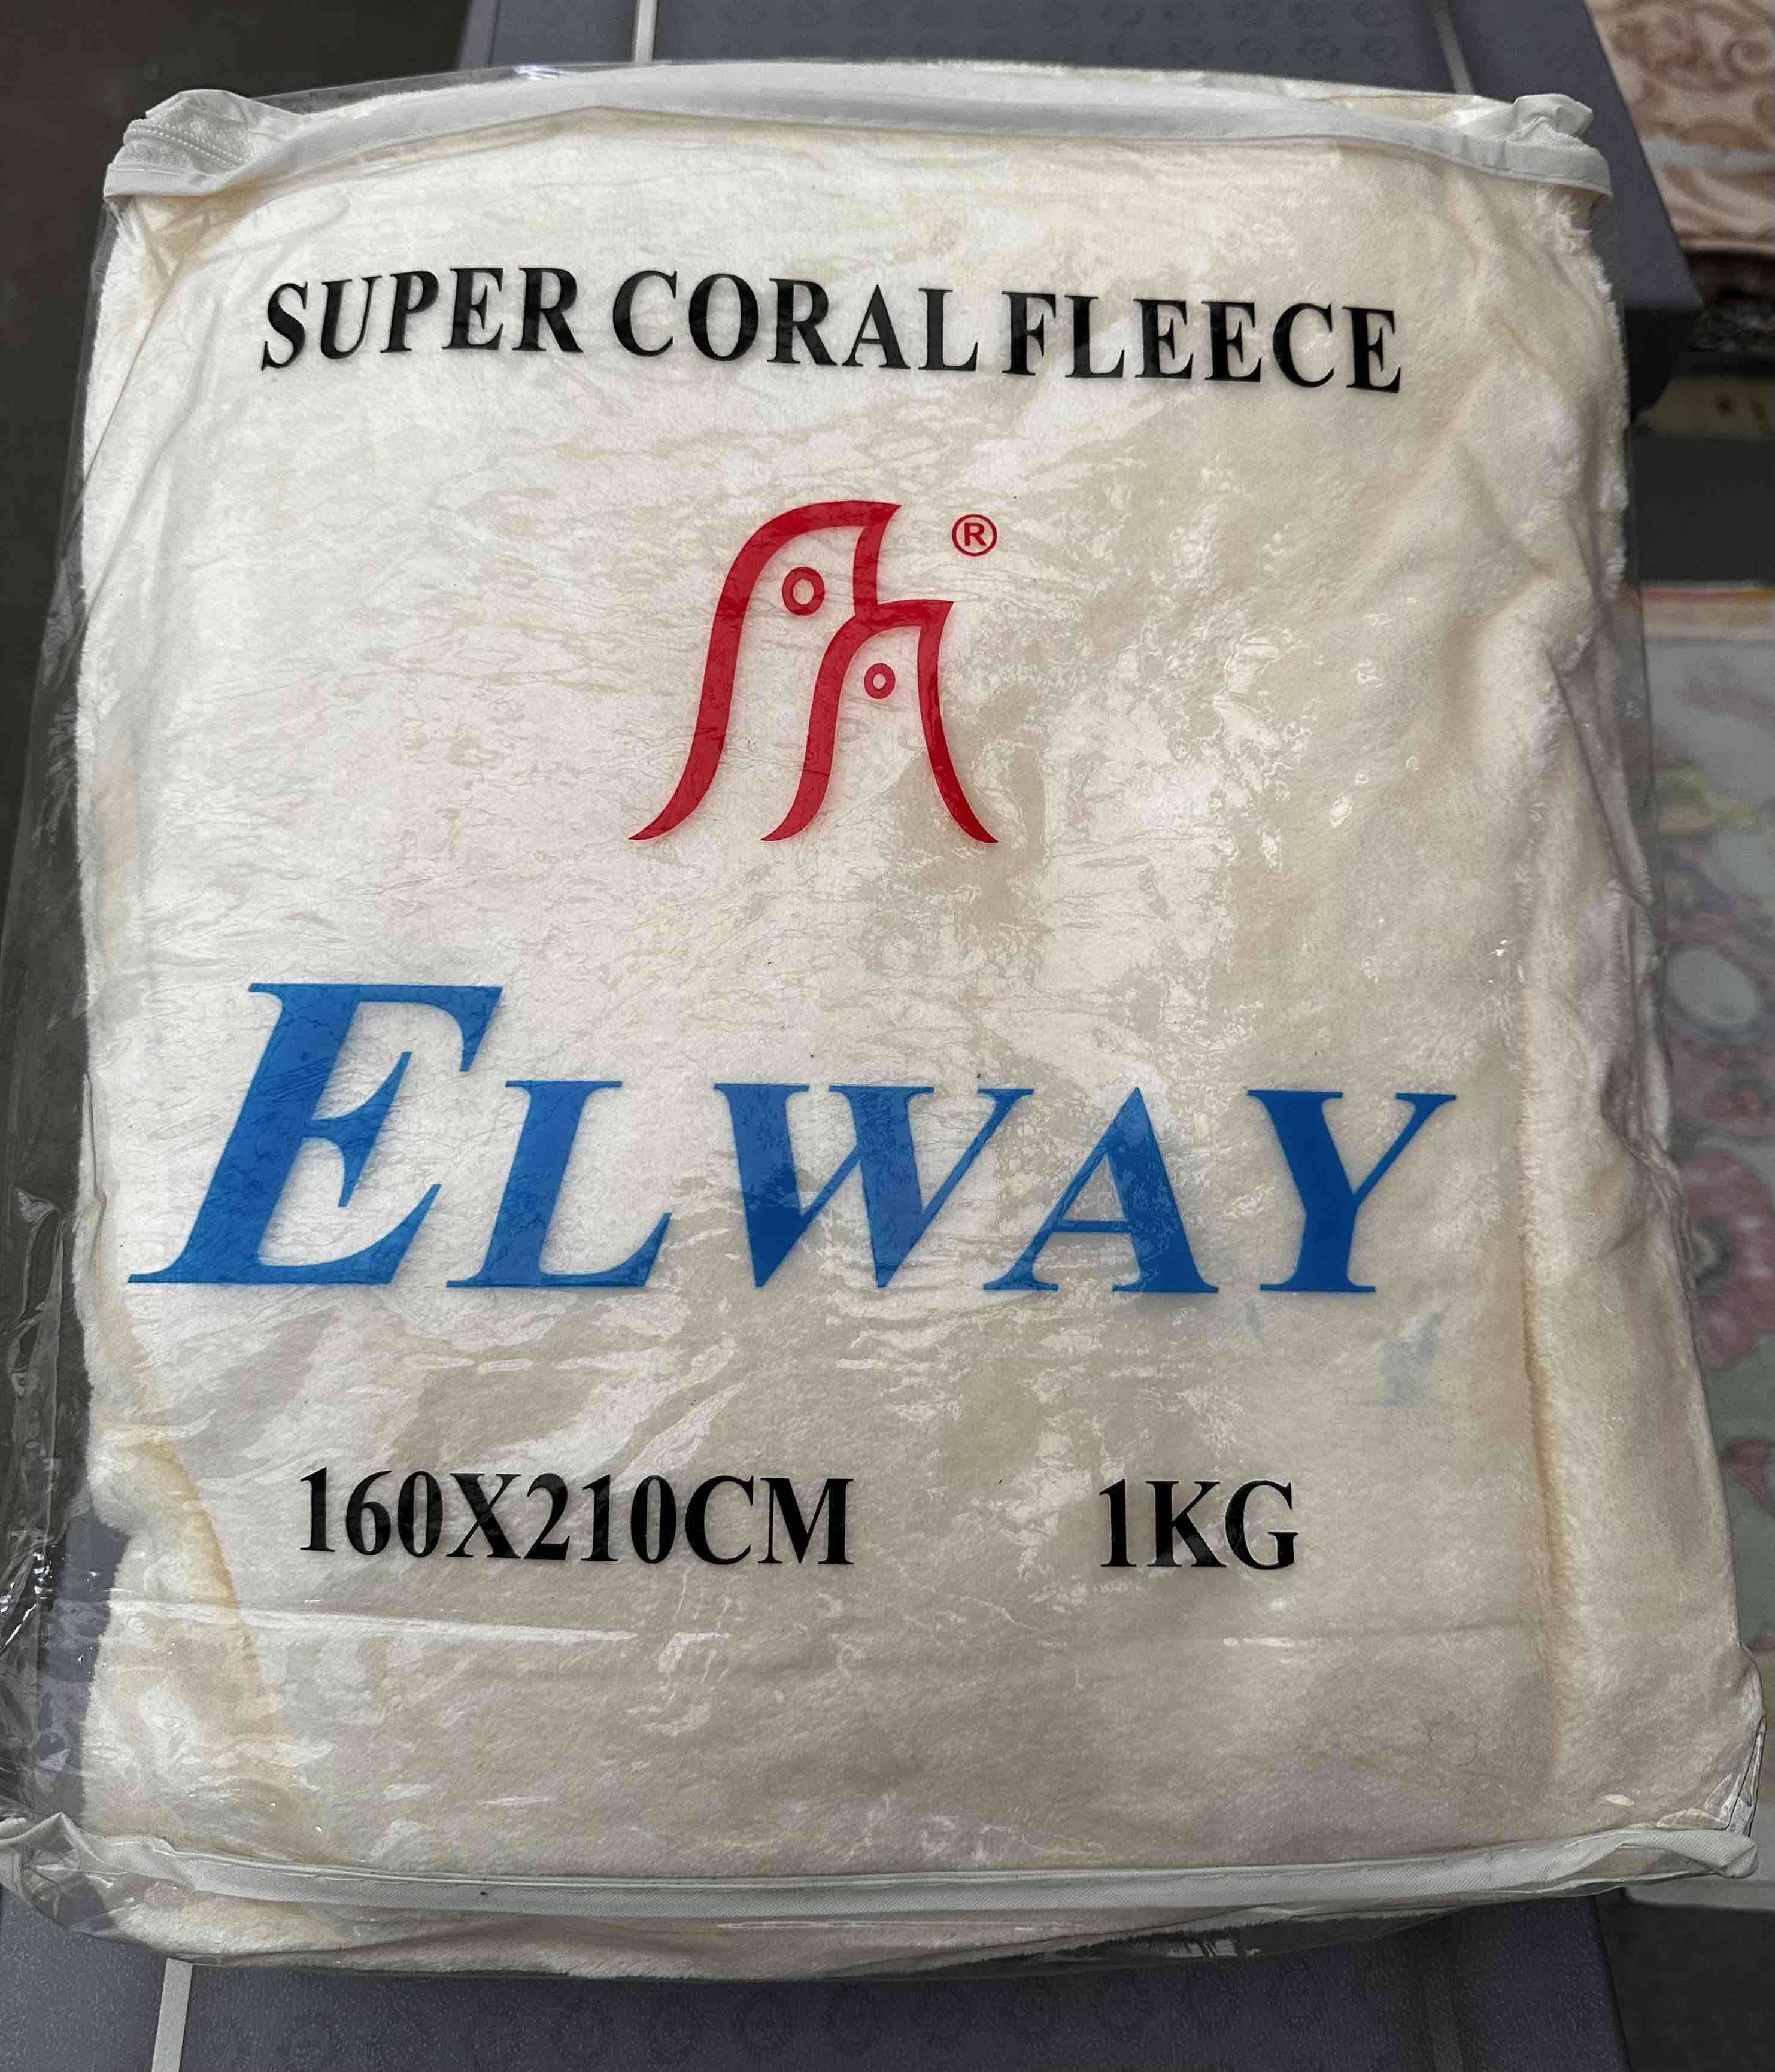 SUPER CORAL FLEECE
®
ELWAY
160X210CM 1KG